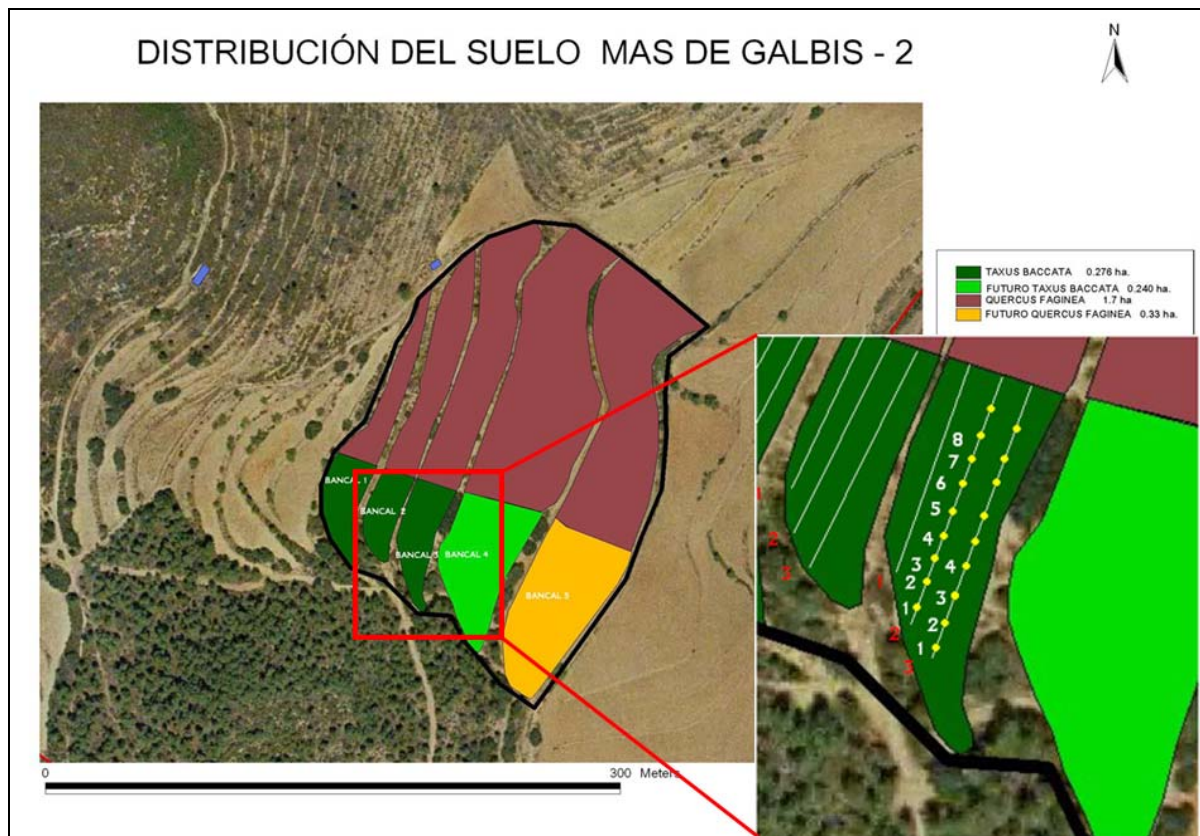 DISTRIBUCIÓN DEL SUELO MAS DE GALBIS - 2
N
TAXUS BACCATA 0.276 ha.
FUTURO TAXUS BACCATA 0.240 ha.
QUERCUS FAGINEA 1.7 ha
FUTURO QUERCUS FAGINEA 0.33 ha.
BANCAL 1
BANCAL 2
BANCAL 3
BANCAL 4
BANCAL 5
8
7
6
5
4
3
2
1
4
3
2
1
1
2
3
1
2
3
0 300 Meters